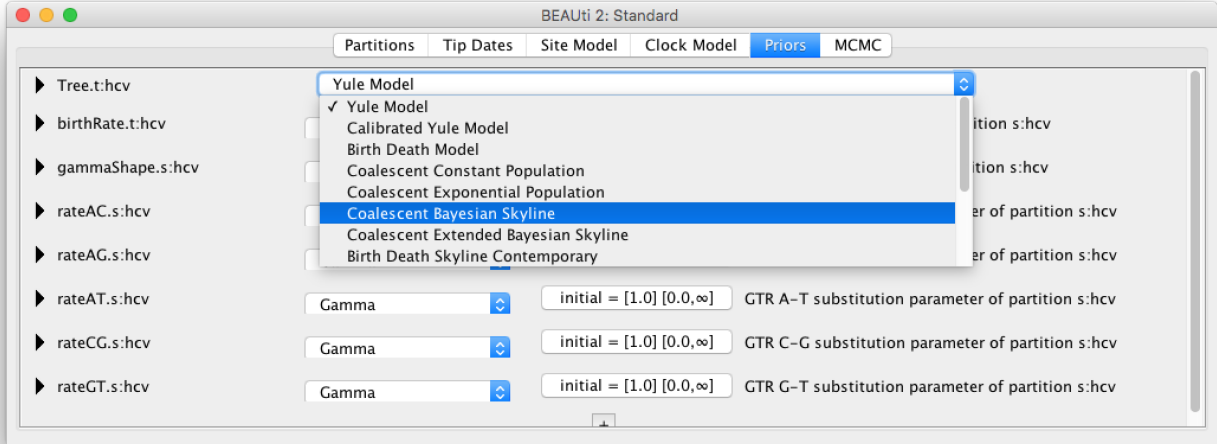 BEAUti 2: Standard
Partitions Tip Dates Site Model Clock Model Priors MCMC
Tree.t:hcv Yule Model
✓ Yule Model
birthRate.t:hcv ition s:hcv
Calibrated Yule Model
Birth Death Model
gammaShape.s:hcv ition s:hcv
Coalescent Constant Population
Coalescent Exponential Population
rateAC.s:hcv Coalescent Bayesian Skyline er of partition s:hcv
Coalescent Extended Bayesian Skyline
rateAG.s:hcv Birth Death Skyline Contemporary er of partition s:hcv
rateAT.s:hcv Gamma initial = [1.0] [0.0,∞] GTR A-T substitution parameter of partition s:hcv
rateCG.s:hcv Gamma initial = [1.0] [0.0,∞] GTR C-G substitution parameter of partition s:hcv
rateGT.s:hcv Gamma initial = [1.0] [0.0,∞] GTR G-T substitution parameter of partition s:hcv
+